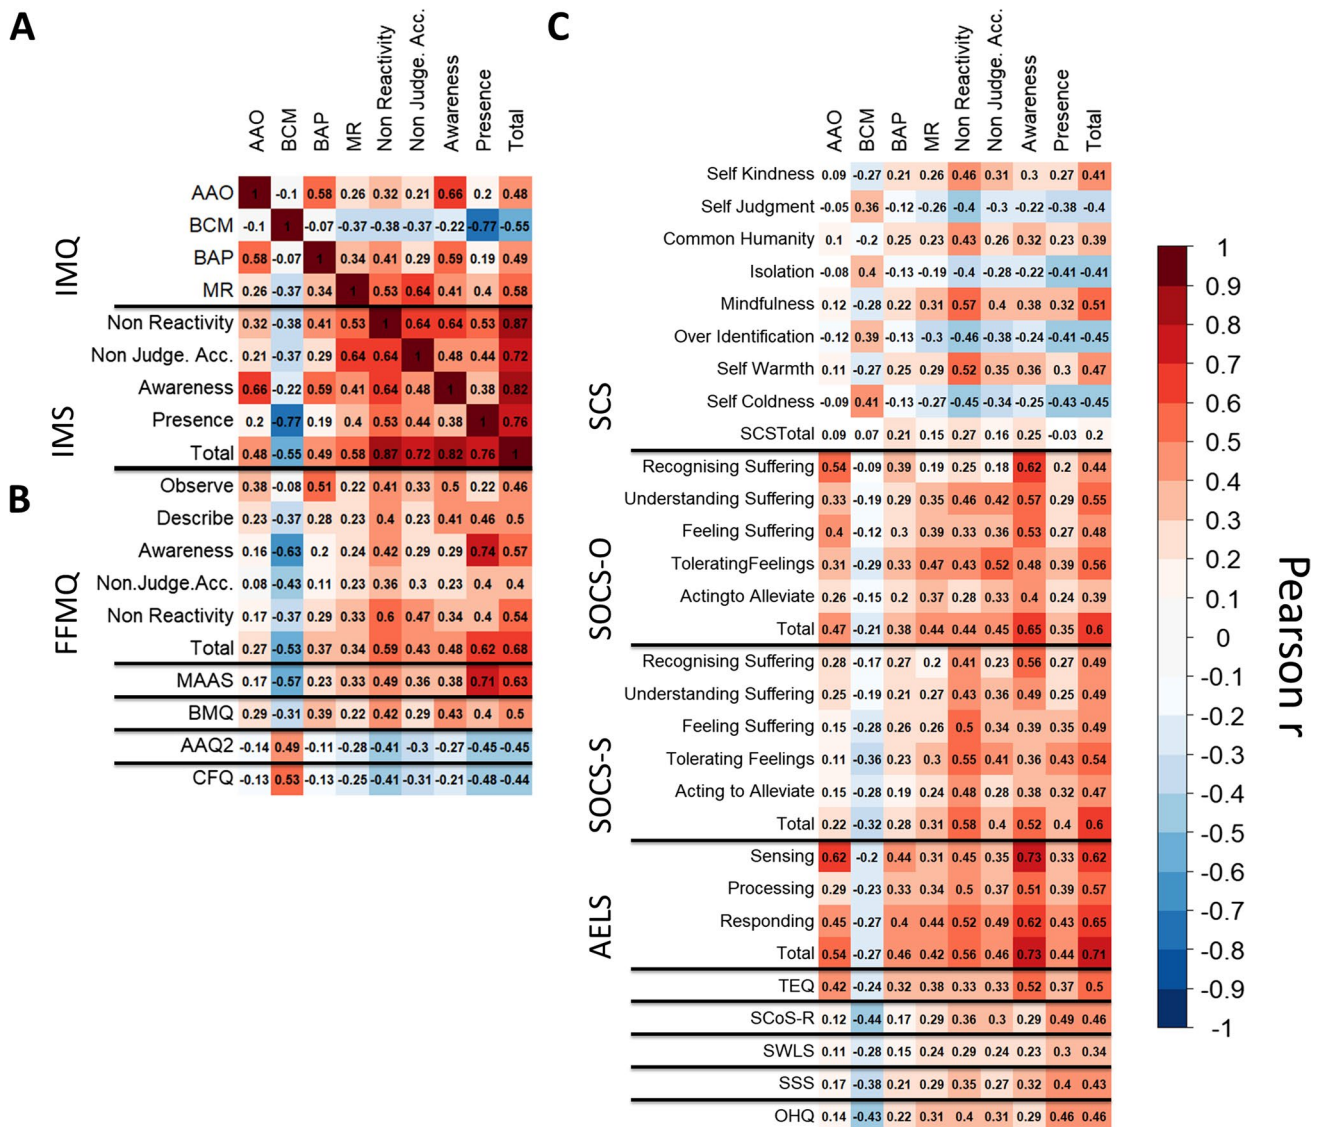 A
AAO BCM BAP MR Non Reactivity Non Judge. Acc. Awareness Presence Total
IMQ
AAO 1 -0.1 0.58 0.26 0.32 0.21 0.66 0.2 0.48
BCM -0.1 1 -0.07 -0.37 -0.38 -0.37 -0.22 -0.77 -0.55
BAP 0.58 -0.07 1 0.34 0.41 0.29 0.59 0.19 0.49
MR 0.26 -0.37 0.34 1 0.53 0.64 0.41 0.4 0.58
IMS
Non Reactivity 0.32 -0.38 0.41 0.53 1 0.64 0.64 0.53 0.87
Non Judge. Acc. 0.21 -0.37 0.29 0.64 0.64 1 0.48 0.44 0.72
Awareness 0.66 -0.22 0.59 0.41 0.64 0.48 1 0.38 0.82
Presence 0.2 -0.77 0.19 0.4 0.53 0.44 0.38 1 0.76
Total 0.48 -0.55 0.49 0.58 0.87 0.72 0.82 0.76 1
B
FFMQ
Observe 0.38 -0.08 0.51 0.22 0.41 0.33 0.5 0.22 0.46
Describe 0.23 -0.37 0.28 0.23 0.4 0.23 0.41 0.46 0.5
Awareness 0.16 -0.63 0.2 0.24 0.42 0.29 0.29 0.74 0.57
Non.Judge.Acc. 0.08 -0.43 0.11 0.23 0.36 0.3 0.23 0.4 0.4
Non Reactivity 0.17 -0.37 0.29 0.33 0.6 0.47 0.34 0.4 0.54
Total 0.27 -0.53 0.37 0.34 0.59 0.43 0.48 0.62 0.68
MAAS 0.17 -0.57 0.23 0.33 0.49 0.36 0.38 0.71 0.63
BMQ 0.29 -0.31 0.39 0.22 0.42 0.29 0.43 0.4 0.5
AAQ2 -0.14 0.49 -0.11 -0.28 -0.41 -0.3 -0.27 -0.45 -0.45
CFQ -0.13 0.53 -0.13 -0.25 -0.41 -0.31 -0.21 -0.48 -0.44
C
AAO BCM BAP MR Non Reactivity Non Judge. Acc. Awareness Presence Total
SCS
Self Kindness 0.09 -0.27 0.21 0.26 0.46 0.31 0.3 0.27 0.41
Self Judgment -0.05 0.36 -0.12 -0.26 -0.4 -0.3 -0.22 -0.38 -0.4
Common Humanity 0.1 -0.2 0.25 0.23 0.43 0.26 0.32 0.23 0.39
Isolation -0.08 0.4 -0.13 -0.19 -0.4 -0.28 -0.22 -0.41 -0.41
Mindfulness 0.12 -0.28 0.22 0.31 0.57 0.4 0.38 0.32 0.51
Over Identification -0.12 0.39 -0.13 -0.3 -0.46 -0.38 -0.24 -0.41 -0.45
Self Warmth 0.11 -0.27 0.25 0.29 0.52 0.35 0.36 0.3 0.47
Self Coldness -0.09 0.41 -0.13 -0.27 -0.45 -0.34 -0.25 -0.43 -0.45
SCSTotal 0.09 0.07 0.21 0.15 0.27 0.16 0.25 -0.03 0.2
SOCS-O
Recognising Suffering 0.54 -0.09 0.39 0.19 0.25 0.18 0.62 0.2 0.44
Understanding Suffering 0.33 -0.19 0.29 0.35 0.46 0.42 0.57 0.29 0.55
Feeling Suffering 0.4 -0.12 0.3 0.39 0.33 0.36 0.53 0.27 0.48
ToleratingFeelings 0.31 -0.29 0.33 0.47 0.43 0.52 0.48 0.39 0.56
Actingto Alleviate 0.26 -0.15 0.2 0.37 0.28 0.33 0.4 0.24 0.39
Total 0.47 -0.21 0.38 0.44 0.44 0.45 0.65 0.35 0.6
SOCS-S
Recognising Suffering 0.28 -0.17 0.27 0.2 0.41 0.23 0.56 0.27 0.49
Understanding Suffering 0.25 -0.19 0.21 0.27 0.43 0.36 0.49 0.25 0.49
Feeling Suffering 0.15 -0.28 0.26 0.26 0.5 0.34 0.39 0.35 0.49
Tolerating Feelings 0.11 -0.36 0.23 0.3 0.55 0.41 0.36 0.43 0.54
Acting to Alleviate 0.15 -0.28 0.19 0.24 0.48 0.28 0.38 0.32 0.47
Total 0.22 -0.32 0.28 0.31 0.58 0.4 0.52 0.4 0.6
AELS
Sensing 0.62 -0.2 0.44 0.31 0.45 0.35 0.73 0.33 0.62
Processing 0.29 -0.23 0.33 0.34 0.5 0.37 0.51 0.39 0.57
Responding 0.45 -0.27 0.4 0.44 0.52 0.49 0.62 0.43 0.65
Total 0.54 -0.27 0.46 0.42 0.56 0.46 0.73 0.44 0.71
TEQ 0.42 -0.24 0.32 0.38 0.33 0.33 0.52 0.37 0.5
SCoS-R 0.12 -0.44 0.17 0.29 0.36 0.3 0.29 0.49 0.46
SWLS 0.11 -0.28 0.15 0.24 0.29 0.24 0.23 0.3 0.34
SSS 0.17 -0.38 0.21 0.29 0.35 0.27 0.32 0.4 0.43
OHQ 0.14 -0.43 0.22 0.31 0.4 0.31 0.29 0.46 0.46
1
0.9
0.8
0.7
0.6
0.5
0.4
0.3
0.2
0.1
0
-0.1
-0.2
-0.3
-0.4
-0.5
-0.6
-0.7
-0.8
-0.9
-1
Pearson r